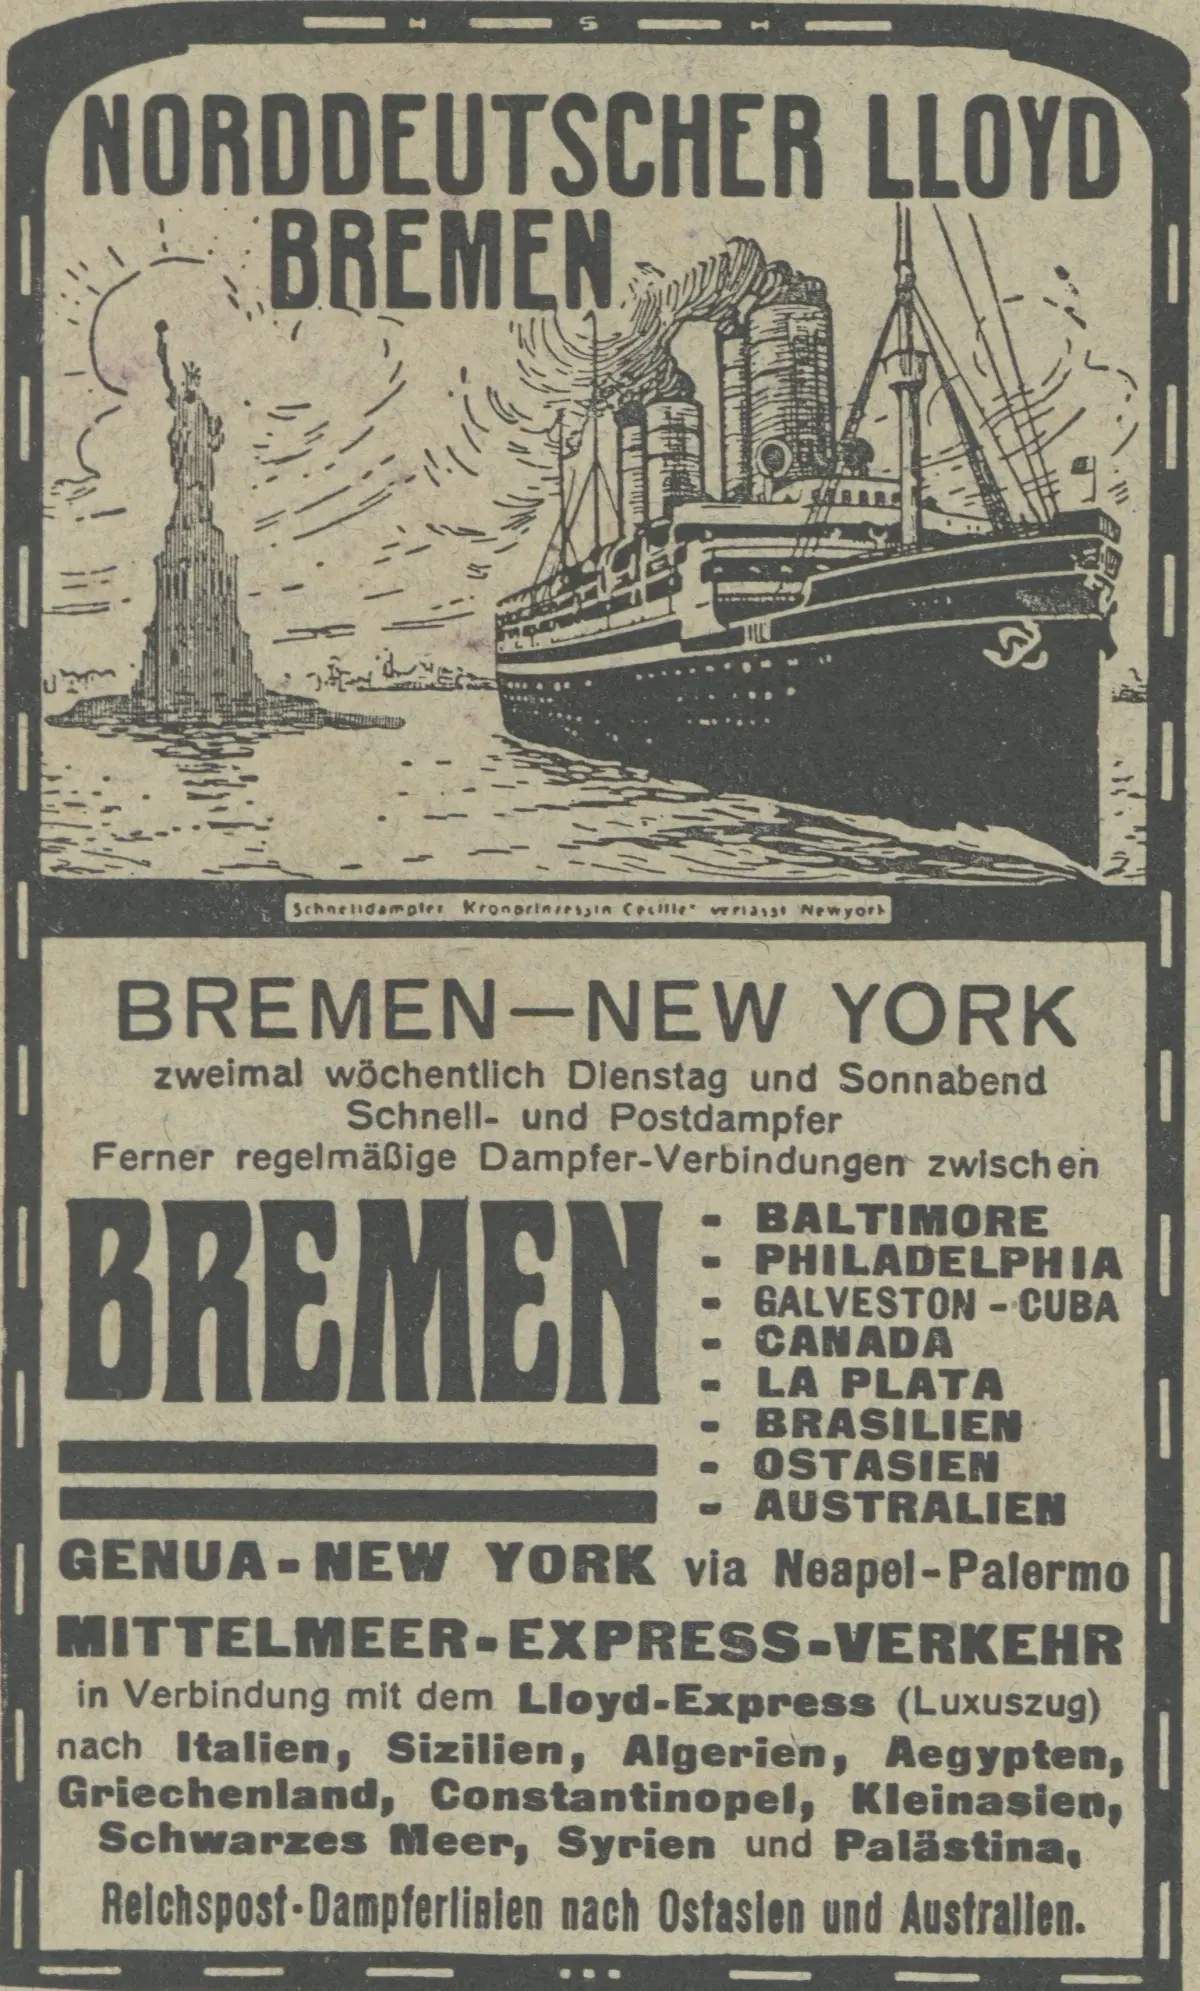 H S H
NORDDEUTSCHER LLOYD
BREMEN
Schnelldampfer "Kronprinzessin Cecilie" verlässt Newyork
BREMEN—NEW YORK
zweimal wöchentlich Dienstag und Sonnabend
Schnell- und Postdampfer
Ferner regelmäßige Dampfer-Verbindungen zwischen
BREMEN
- BALTIMORE
- PHILADELPHIA
- GALVESTON - CUBA
- CANADA
- LA PLATA
- BRASILIEN
- OSTASIEN
- AUSTRALIEN
GENUA - NEW YORK via Neapel-Palermo
MITTELMEER-EXPRESS-VERKEHR
in Verbindung mit dem Lloyd-Express (Luxuszug)
nach Italien, Sizilien, Algerien, Aegypten,
Griechenland, Constantinopel, Kleinasien,
Schwarzes Meer, Syrien und Palästina,
Reichspost-Dampferlinien nach Ostasien und Australien.